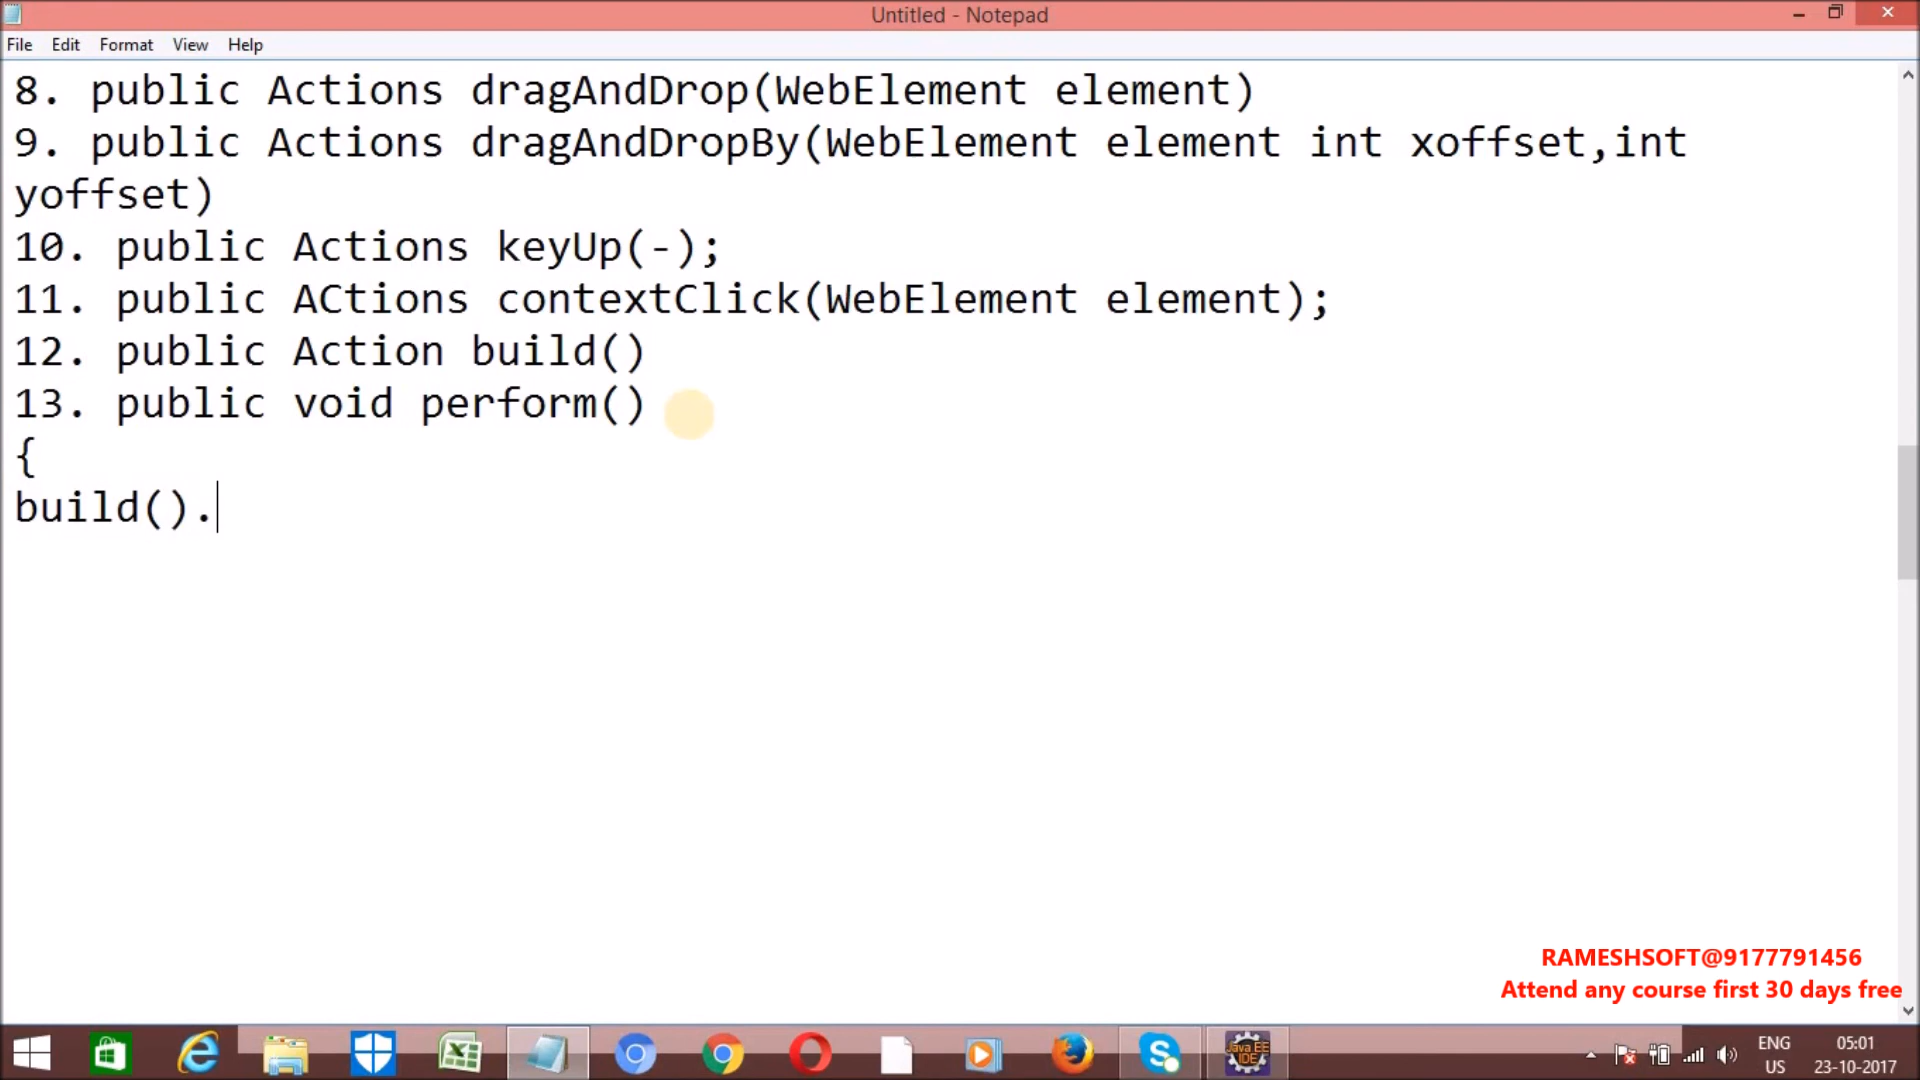 Untitled - Notepad
File Edit Format View Help
8. public Actions dragAndDrop(WebElement element)
9. public Actions dragAndDropBy(WebElement element int xoffset,int
yoffset)
10. public Actions keyUp(-);
11. public ACtions contextClick(WebElement element);
12. public Action build()
13. public void perform()
{
build().
RAMESHSOFT@9177791456
Attend any course first 30 days free
Java EE
IDE
ENG
US
05:01
23-10-2017